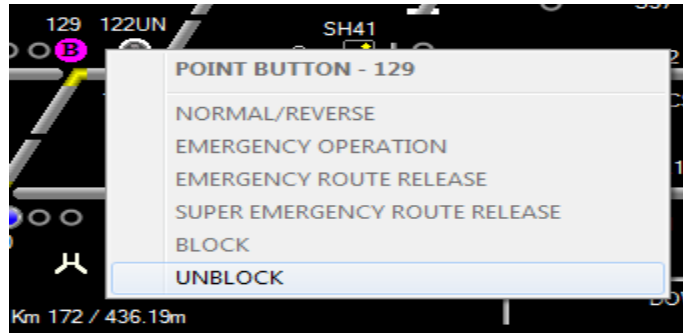 129 122UN
SH41
B
POINT BUTTON - 129
NORMAL/REVERSE
EMERGENCY OPERATION
EMERGENCY ROUTE RELEASE
SUPER EMERGENCY ROUTE RELEASE
BLOCK
UNBLOCK
Km 172 / 436.19m